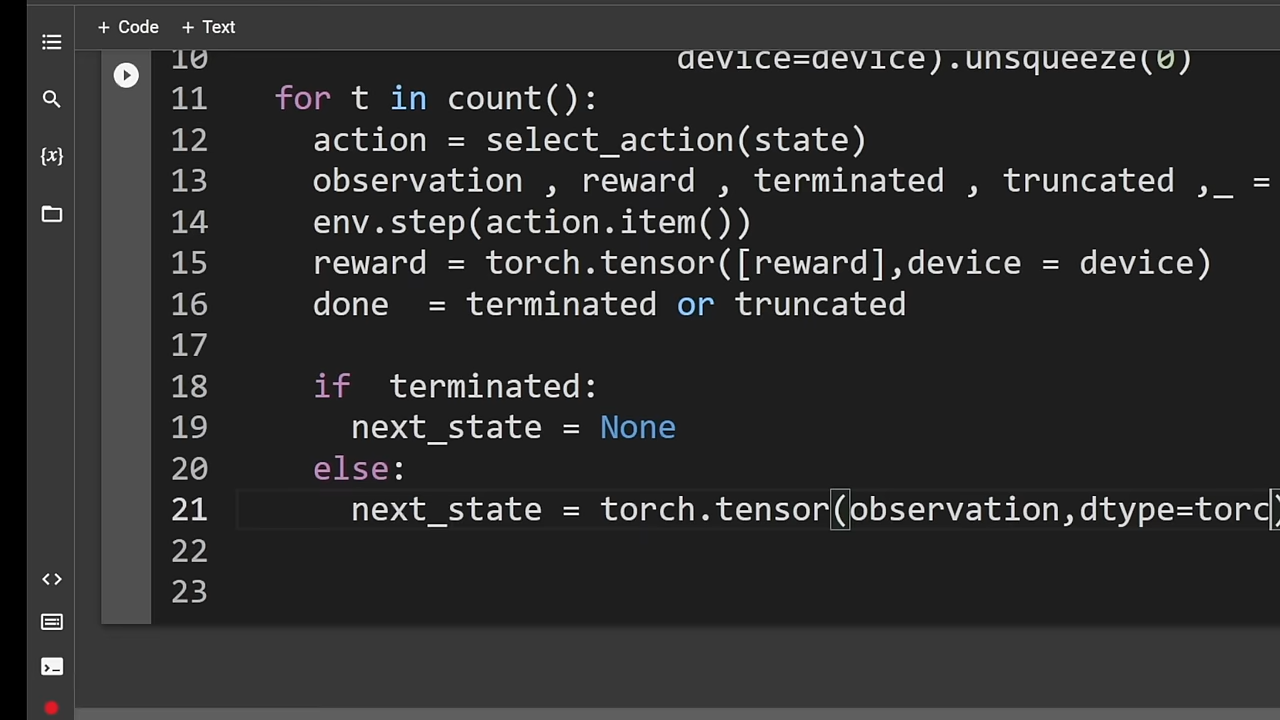 + Code + Text
10 device=device).unsqueeze(0)
11 for t in count():
12 action = select_action(state)
13 observation , reward , terminated , truncated ,_ =
14 env.step(action.item())
15 reward = torch.tensor([reward],device = device)
16 done  = terminated or truncated
17
18 if  terminated:
19 next_state = None
20 else:
21 next_state = torch.tensor(observation,dtype=torc)
22
23
{x}